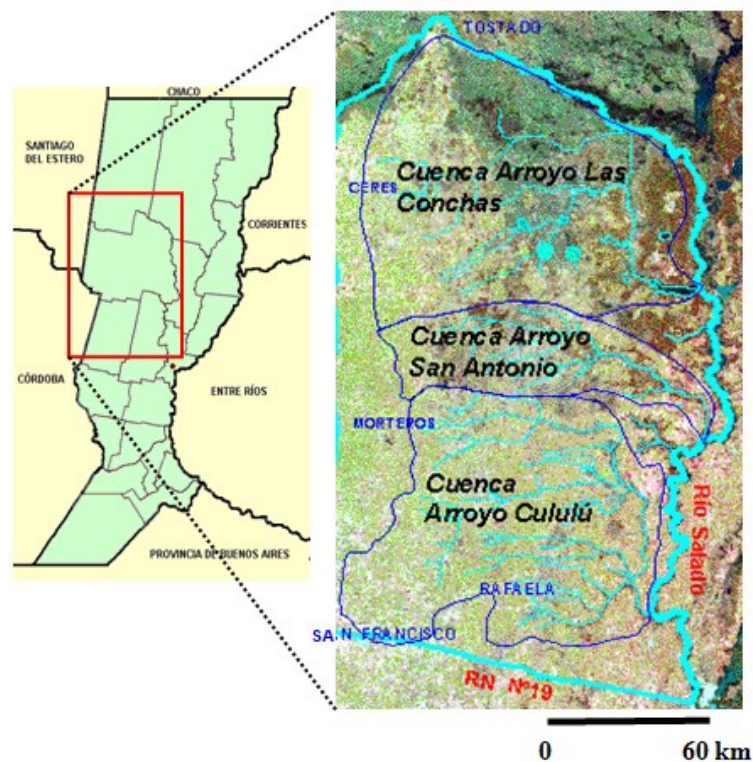 CHACO
SANTIAGO
DEL ESTERO
CORRIENTES
CÓRDOBA
ENTRE RÍOS
PROVINCIA DE BUENOS AIRES
TOSTADO
Cuenca Arroyo Las
Conchas
CERES
Cuenca Arroyo
San Antonio
MORTEROS
Cuenca
Arroyo Cululú
Río Salado
RAFAELA
SAN FRANCISCO
RN Nº19
0 60 km